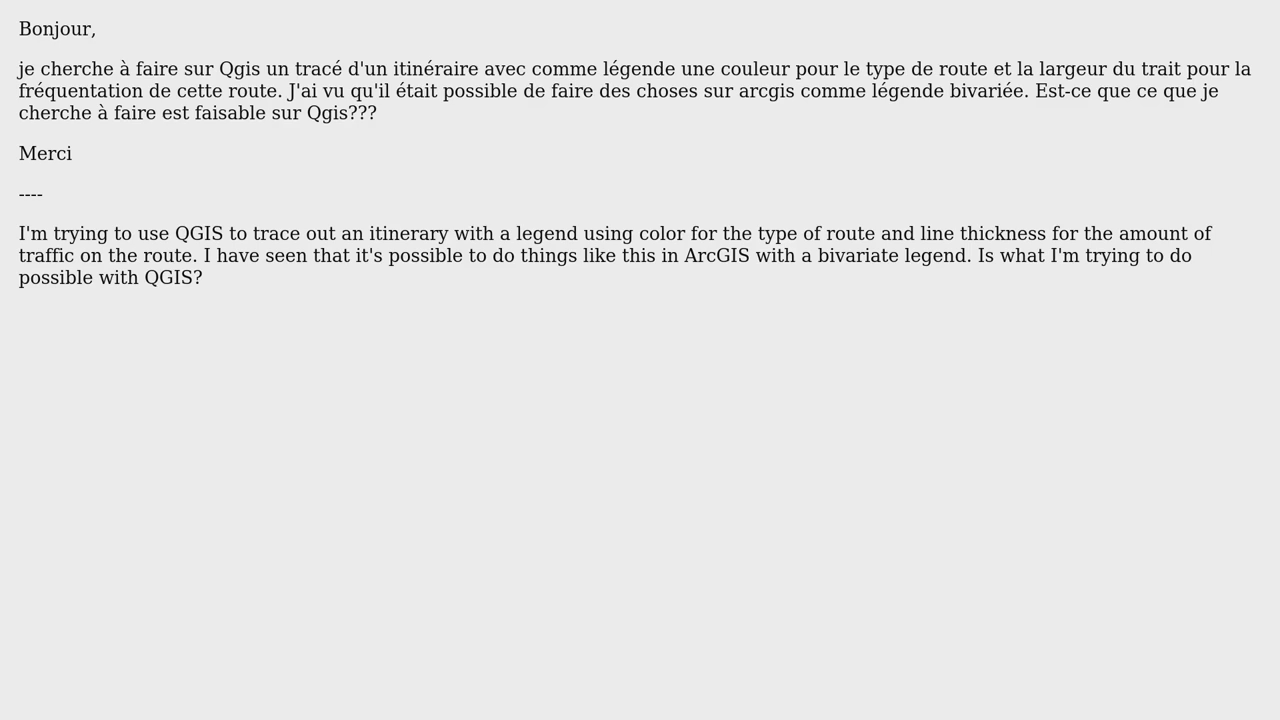 Bonjour,
je cherche à faire sur Qgis un tracé d'un itinéraire avec comme légende une couleur pour le type de route et la largeur du trait pour la
fréquentation de cette route. J'ai vu qu'il était possible de faire des choses sur arcgis comme légende bivariée. Est-ce que ce que je
cherche à faire est faisable sur Qgis???
Merci
----
I'm trying to use QGIS to trace out an itinerary with a legend using color for the type of route and line thickness for the amount of
traffic on the route. I have seen that it's possible to do things like this in ArcGIS with a bivariate legend. Is what I'm trying to do
possible with QGIS?